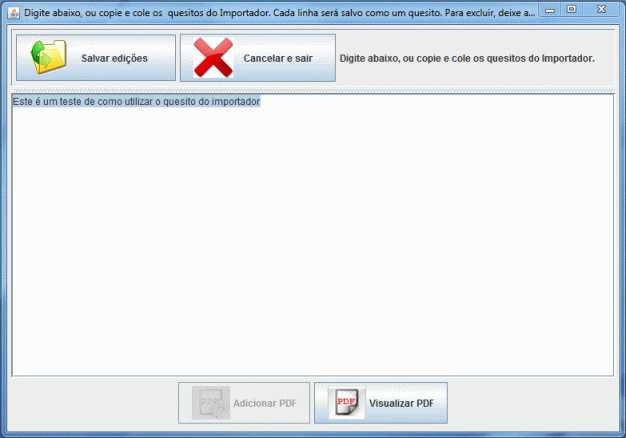 Digite abaixo, ou copie e cole os quesitos do Importador. Cada linha será salvo como um quesito. Para excluir, deixe a...
Salvar edições
Cancelar e sair
Digite abaixo, ou copie e cole os quesitos do Importador.
Este é um teste de como utilizar o quesito do importador
Adicionar PDF
PDF
Visualizar PDF